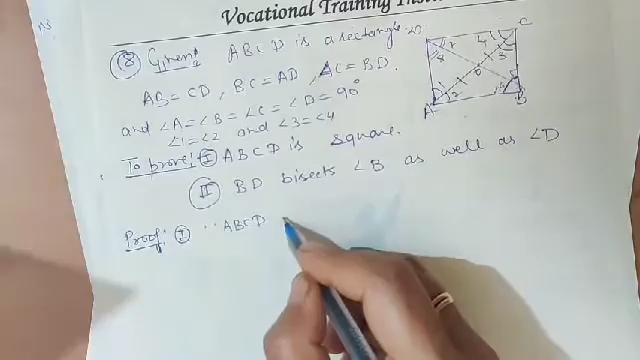 Vocational Training Insti
(8) Given: ABCD is a rectangle
AB = CD, BC = AD, AC = BD.
and ∠A = ∠B = ∠C = ∠D = 90°
∠1 = ∠2 and ∠3 = ∠4
To prove: (I) ABCD is square.
(II) BD bisects ∠B as well as ∠D
Proof: (I) ∵ ABCD
D C
A B